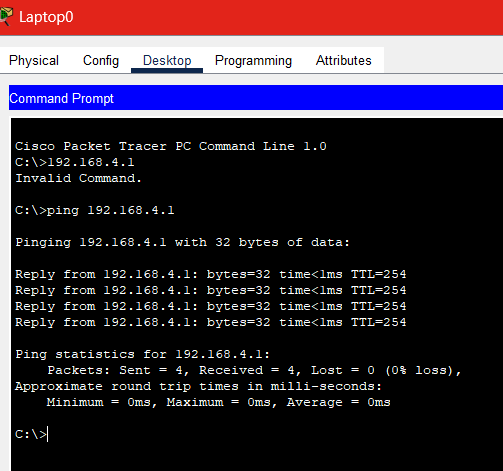 Laptop0
Physical Config Desktop Programming Attributes
Command Prompt
Cisco Packet Tracer PC Command Line 1.0
C:\>192.168.4.1
Invalid Command.
C:\>ping 192.168.4.1
Pinging 192.168.4.1 with 32 bytes of data:
Reply from 192.168.4.1: bytes=32 time<1ms TTL=254
Reply from 192.168.4.1: bytes=32 time<1ms TTL=254
Reply from 192.168.4.1: bytes=32 time<1ms TTL=254
Reply from 192.168.4.1: bytes=32 time<1ms TTL=254
Ping statistics for 192.168.4.1:
    Packets: Sent = 4, Received = 4, Lost = 0 (0% loss),
Approximate round trip times in milli-seconds:
    Minimum = 0ms, Maximum = 0ms, Average = 0ms
C:\>